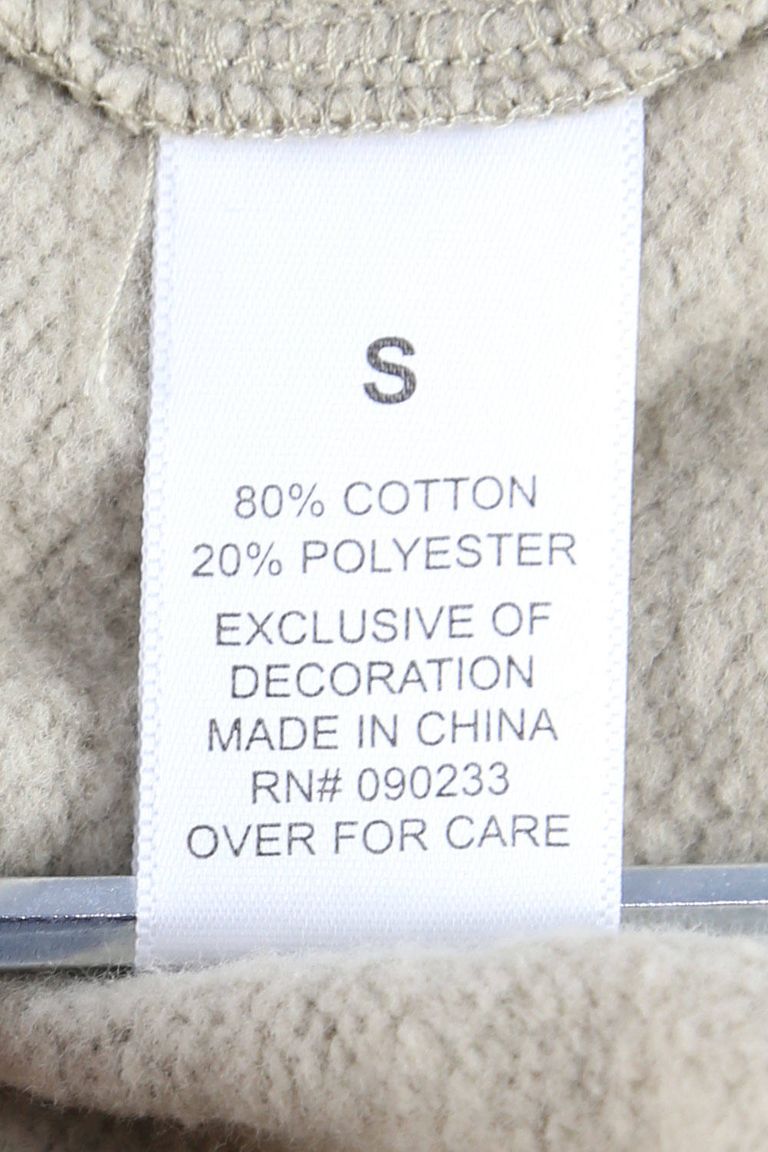 S
80% COTTON
20% POLYESTER
EXCLUSIVE OF
DECORATION
MADE IN CHINA
RN# 090233
OVER FOR CARE